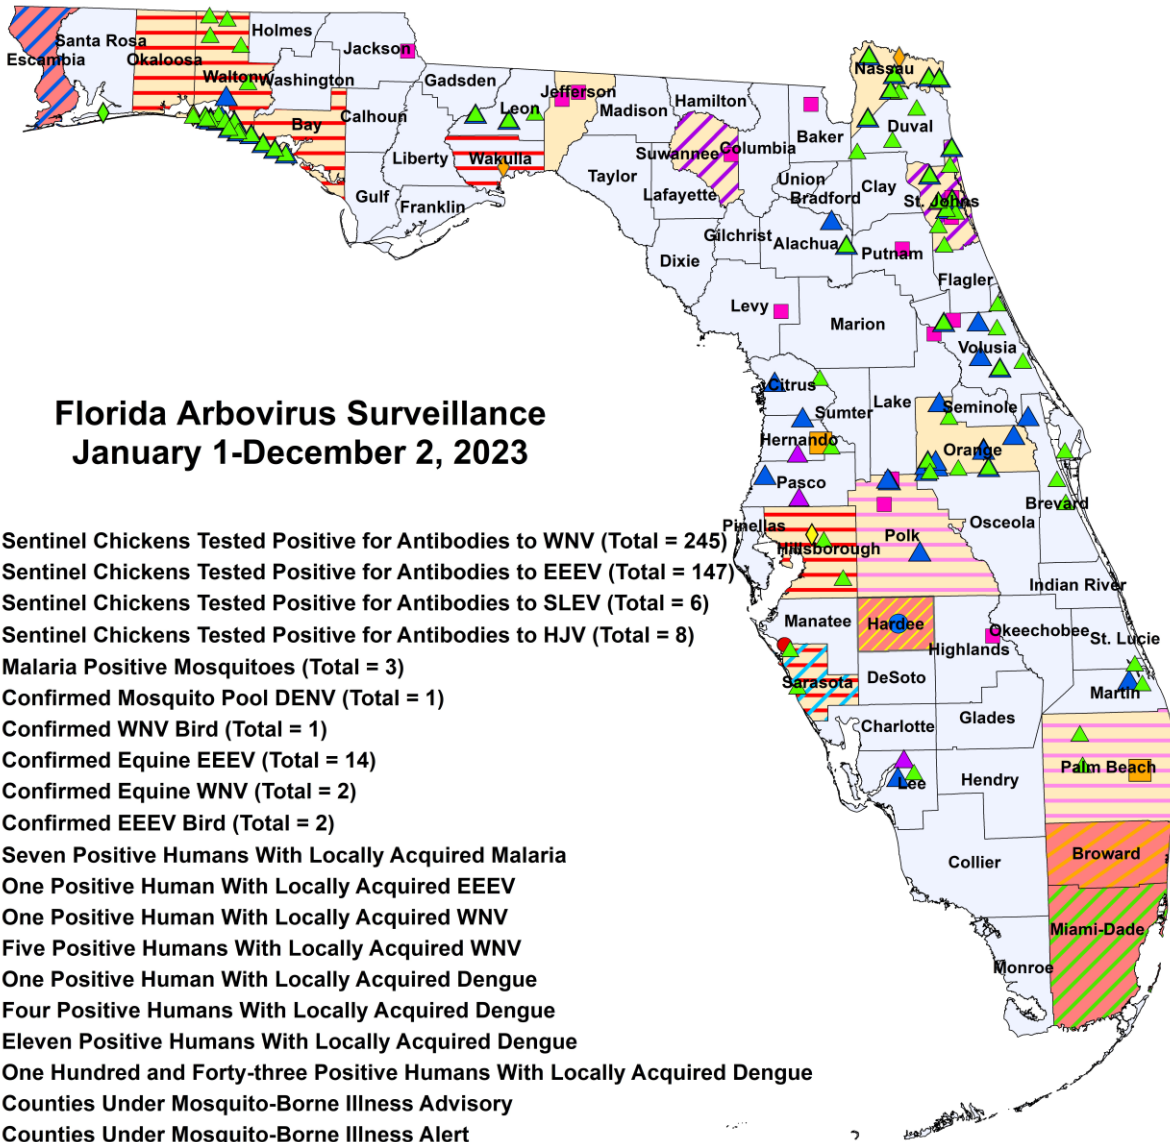 Holmes
Santa Rosa
Jackson
Escambia
Okaloosa
Walton
Washington
Gadsden
Jefferson
Leon
Madison
Hamilton
Nassau
Bay
Calhoun
Duval
Baker
Columbia
Suwannee
Liberty
Wakulla
Taylor
Union
Clay
Lafayette
Bradford
Gulf
Franklin
St. Johns
Gilchrist
Alachua
Dixie
Putnam
Flagler
Levy
Marion
Volusia
Citrus
Lake
Sumter
Seminole
Florida Arbovirus Surveillance
January 1-December 2, 2023
Hernando
Orange
Pasco
Brevard
Osceola
Pinellas
Polk
Hillsborough
Indian River
Manatee
Hardee
Okeechobee
St. Lucie
Highlands
DeSoto
Sarasota
Martin
Charlotte
Glades
Palm Beach
Lee
Hendry
Broward
Collier
Miami-Dade
Monroe
Sentinel Chickens Tested Positive for Antibodies to WNV (Total = 245)
Sentinel Chickens Tested Positive for Antibodies to EEEV (Total = 147)
Sentinel Chickens Tested Positive for Antibodies to SLEV (Total = 6)
Sentinel Chickens Tested Positive for Antibodies to HJV (Total = 8)
Malaria Positive Mosquitoes (Total = 3)
Confirmed Mosquito Pool DENV (Total = 1)
Confirmed WNV Bird (Total = 1)
Confirmed Equine EEEV (Total = 14)
Confirmed Equine WNV (Total = 2)
Confirmed EEEV Bird (Total = 2)
Seven Positive Humans With Locally Acquired Malaria
One Positive Human With Locally Acquired EEEV
One Positive Human With Locally Acquired WNV
Five Positive Humans With Locally Acquired WNV
One Positive Human With Locally Acquired Dengue
Four Positive Humans With Locally Acquired Dengue
Eleven Positive Humans With Locally Acquired Dengue
One Hundred and Forty-three Positive Humans With Locally Acquired Dengue
Counties Under Mosquito-Borne Illness Advisory
Counties Under Mosquito-Borne Illness Alert